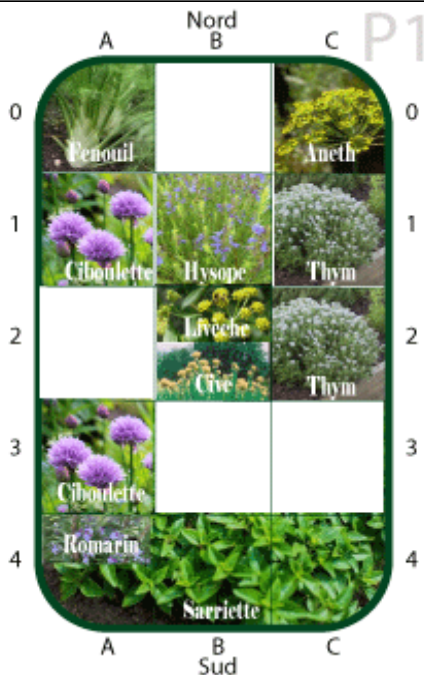 Nord
A B C
P1
0 0
Fenouil Aneth
1 1
Ciboulette Hysope Thym
Livèche
2 2
Cive Thym
3 3
Ciboulette
Romarin
4 4
Sarriette
A B C
Sud